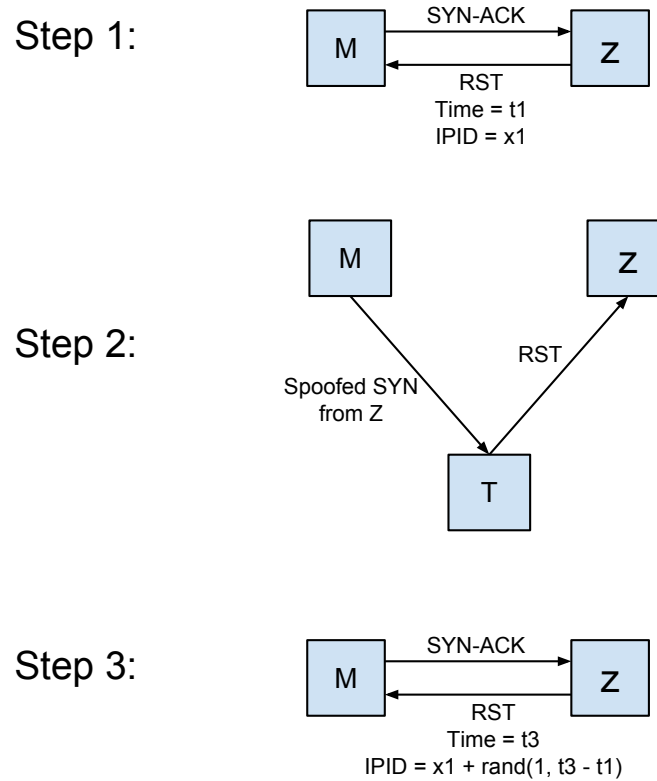 Step 1:
M
SYN-ACK
Z
RST
Time = t1
IPID = x1
Step 2:
M
Z
Spoofed SYN
from Z
RST
T
Step 3:
M
SYN-ACK
Z
RST
Time = t3
IPID = x1 + rand(1, t3 - t1)